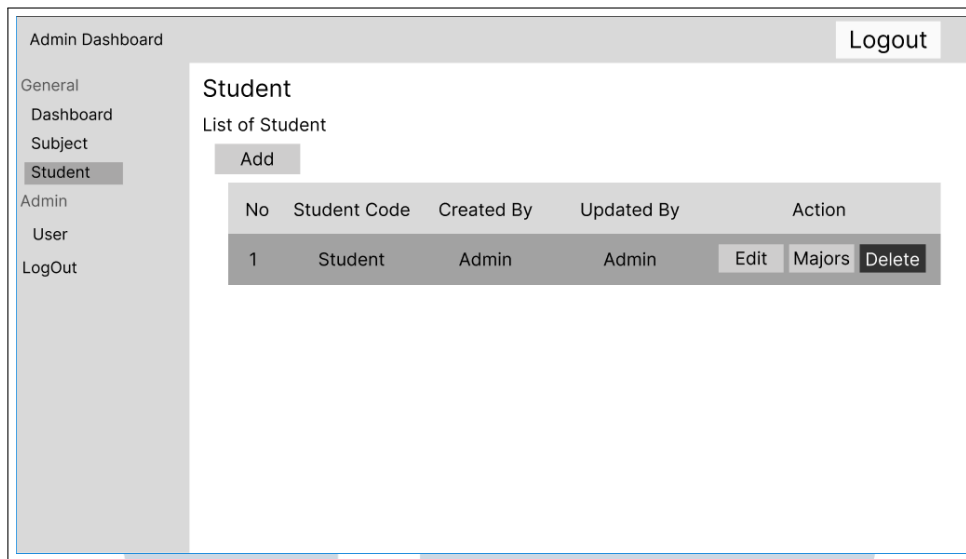 Admin Dashboard
Logout
General
Dashboard
Subject
Student
Admin
User
LogOut
Student
List of Student
Add
No Student Code Created By Updated By Action
1 Student Admin Admin Edit Majors Delete